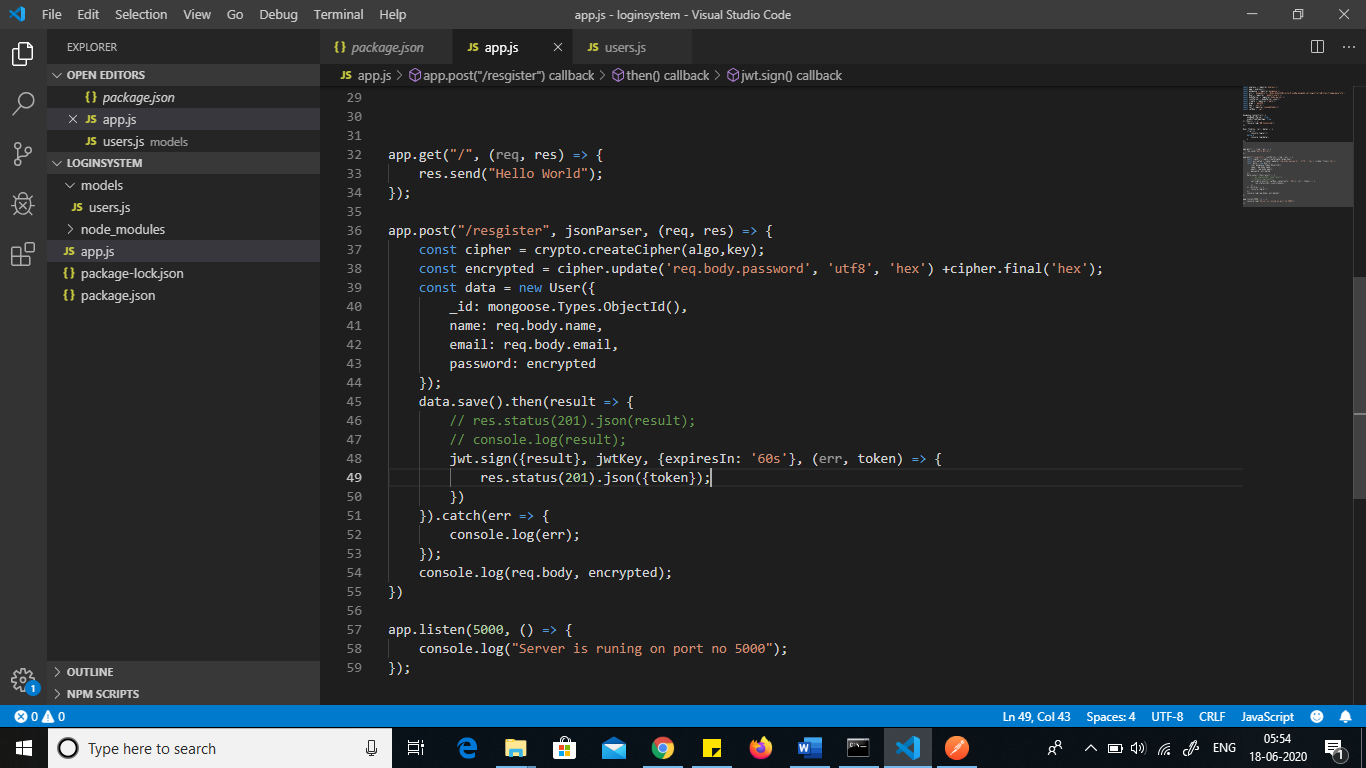 File Edit Selection View Go Debug Terminal Help
app.js - loginsystem - Visual Studio Code
EXPLORER
OPEN EDITORS
{} package.json
JS app.js
JS users.js models
LOGINSYSTEM
models
JS users.js
node_modules
JS app.js
{} package-lock.json
{} package.json
OUTLINE
NPM SCRIPTS
1
{} package.json
JS app.js
JS users.js
JS app.js > app.post("/resgister") callback > then() callback > jwt.sign() callback
29
30
31
32 app.get("/", (req, res) => {
33 res.send("Hello World");
34 });
35
36 app.post("/resgister", jsonParser, (req, res) => {
37 const cipher = crypto.createCipher(algo,key);
38 const encrypted = cipher.update('req.body.password', 'utf8', 'hex') +cipher.final('hex');
39 const data = new User({
40 _id: mongoose.Types.ObjectId(),
41 name: req.body.name,
42 email: req.body.email,
43 password: encrypted
44 });
45 data.save().then(result => {
46 // res.status(201).json(result);
47 // console.log(result);
48 jwt.sign({result}, jwtKey, {expiresIn: '60s'}, (err, token) => {
49 res.status(201).json({token});
50 })
51 }).catch(err => {
52 console.log(err);
53 });
54 console.log(req.body, encrypted);
55 })
56
57 app.listen(5000, () => {
58 console.log("Server is runing on port no 5000");
59 });
0 0
Ln 49, Col 43 Spaces: 4 UTF-8 CRLF JavaScript
Type here to search
ENG
05:54
18-06-2020
1